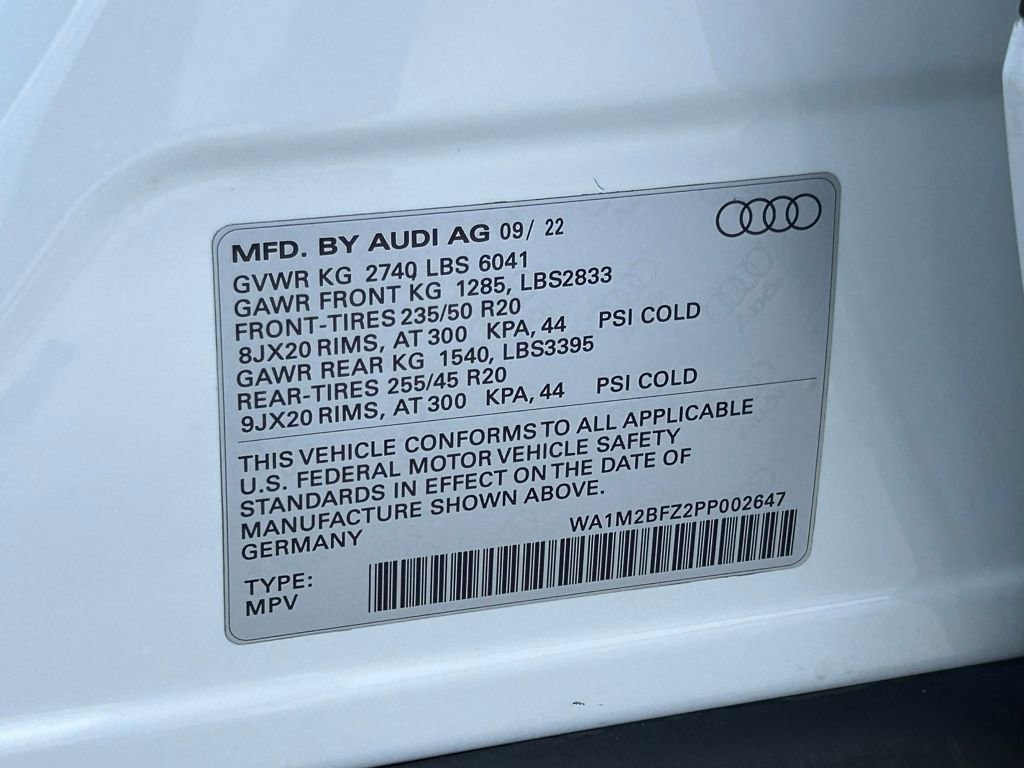 MFD. BY AUDI AG 09/ 22
GVWR KG 2740 LBS 6041
GAWR FRONT KG 1285, LBS2833
FRONT-TIRES 235/50 R20
8JX20 RIMS, AT 300 KPA, 44 PSI COLD
GAWR REAR KG 1540, LBS3395
REAR-TIRES 255/45 R20
9JX20 RIMS, AT 300 KPA, 44 PSI COLD
THIS VEHICLE CONFORMS TO ALL APPLICABLE
U.S. FEDERAL MOTOR VEHICLE SAFETY
STANDARDS IN EFFECT ON THE DATE OF
MANUFACTURE SHOWN ABOVE.
GERMANY
WA1M2BFZ2PP002647
TYPE:
MPV